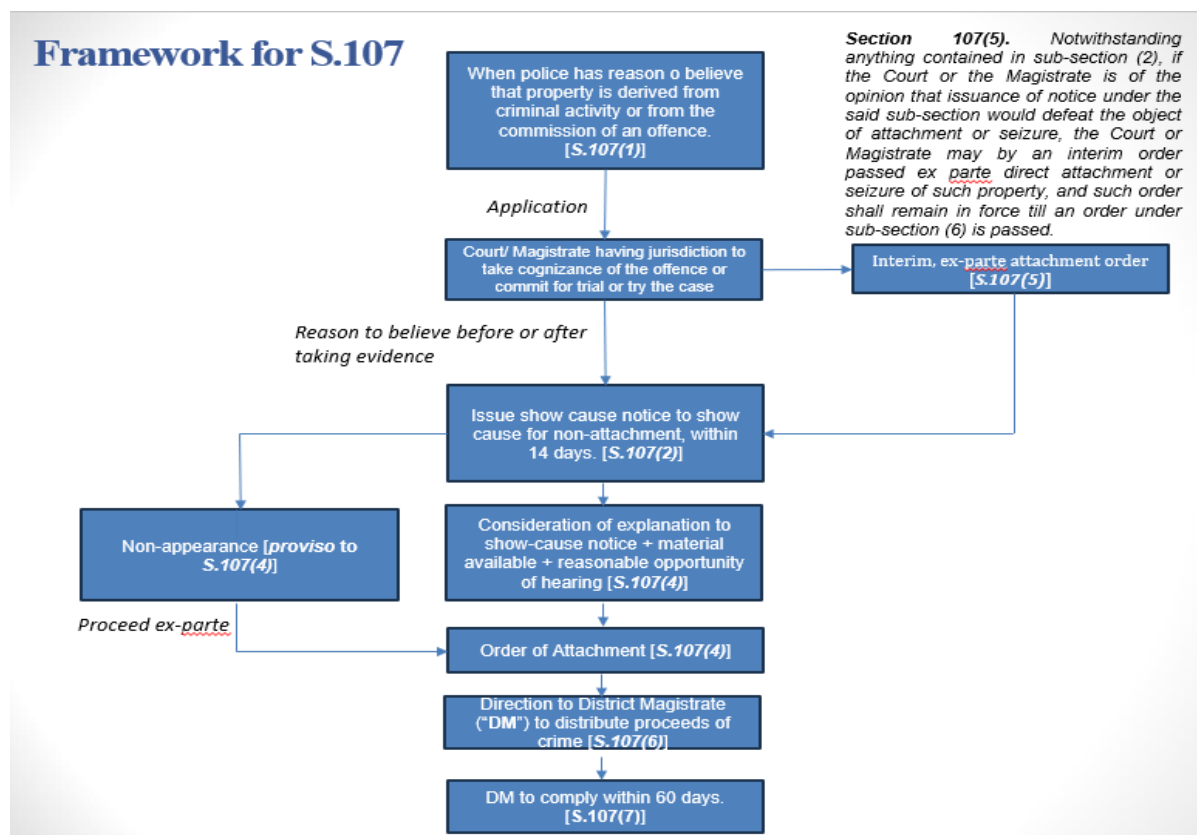 Framework for S.107
Section 107(5). Notwithstanding
anything contained in sub-section (2), if
the Court or the Magistrate is of the
opinion that issuance of notice under the
said sub-section would defeat the object
of attachment or seizure, the Court or
Magistrate may by an interim order
passed ex parte direct attachment or
seizure of such property, and such order
shall remain in force till an order under
sub-section (6) is passed.
When police has reason o believe
that property is derived from
criminal activity or from the
commission of an offence.
[S.107(1)]
Application
Court/ Magistrate having jurisdiction to
take cognizance of the offence or
commit for trial or try the case
Interim, ex-parte attachment order
[S.107(5)]
Reason to believe before or after
taking evidence
Issue show cause notice to show
cause for non-attachment, within
14 days. [S.107(2)]
Non-appearance [proviso to
S.107(4)]
Consideration of explanation to
show-cause notice + material
available + reasonable opportunity
of hearing [S.107(4)]
Proceed ex-parte
Order of Attachment [S.107(4)]
Direction to District Magistrate
(“DM”) to distribute proceeds of
crime [S.107(6)]
DM to comply within 60 days.
[S.107(7)]